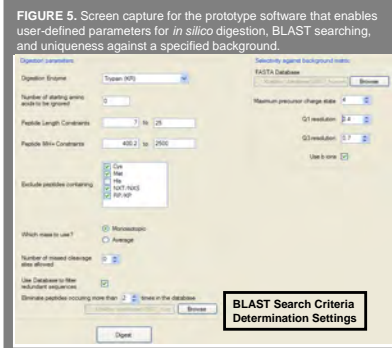 FIGURE 5. Screen capture for the prototype software that enables
user-defined parameters for in silico digestion, BLAST searching,
and uniqueness against a specified background.
Digestion parameters
Digestion Enzyme
Trypsin (KR)
Number of starting amino
acids to be ignored
0
Peptide Length Constraints
7 to 25
Peptide MH+ Constraints
400.2 to 2500
Exclude peptides containing
Cys
Met
His
NXT/NXS
RP/KP
Which mass to use?
Monoisotopic
Average
Number of missed cleavage
sites allowed
0
Use Database to filter
redundant sequences
Eliminate peptides occuring more than 2 times in the database
Browse
Digest
Selectivity against background matrix
FASTA Database
Browse
Maximum precursor charge state 4
Q1 resolution 0.4
Q3 resolution 0.7
Use b ions
BLAST Search Criteria
Determination Settings